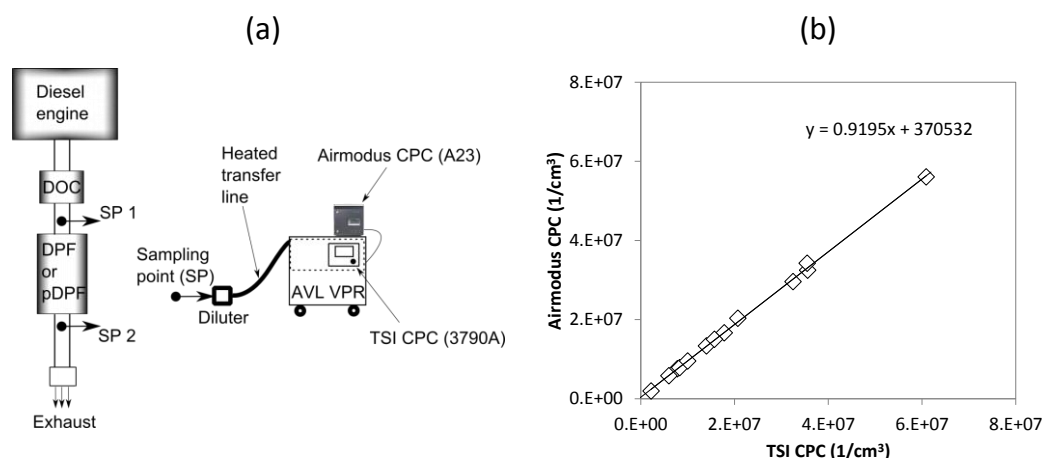 (a)
Diesel
engine
DOC
SP 1
DPF
or
pDPF
SP 2
Exhaust
Sampling
point (SP)
Diluter
Heated
transfer
line
Airmodus CPC (A23)
AVL VPR
TSI CPC (3790A)
(b)
y = 0.9195x + 370532
Airmodus CPC (1/cm³)
8.E+07
6.E+07
4.E+07
2.E+07
0.E+00
0.E+00 2.E+07 4.E+07 6.E+07 8.E+07
TSI CPC (1/cm³)